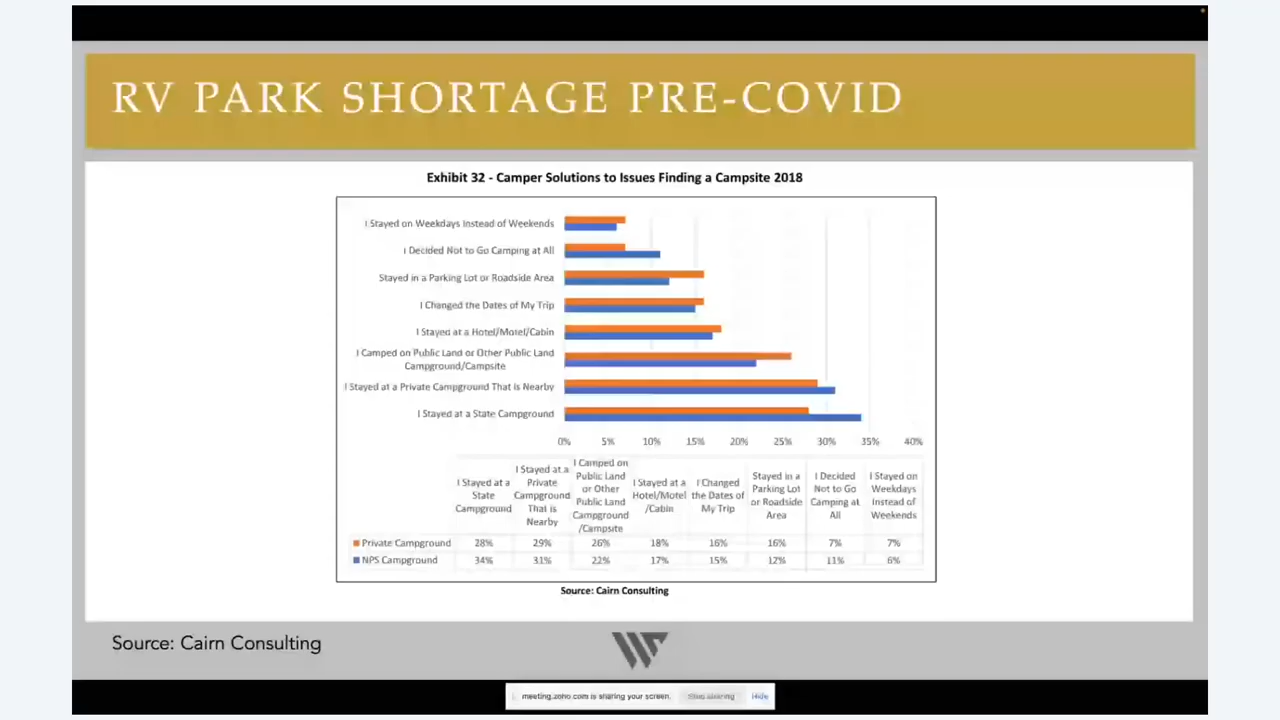 RV PARK SHORTAGE PRE-COVID
Exhibit 32 - Camper Solutions to Issues Finding a Campsite 2018
I Stayed on Weekdays Instead of Weekends
I Decided Not to Go Camping at All
Stayed in a Parking Lot or Roadside Area
I Changed the Dates of My Trip
I Stayed at a Hotel/Motel/Cabin
I Camped on Public Land or Other Public Land
Campground/Campsite
I Stayed at a Private Campground That is Nearby
I Stayed at a State Campground
0% 5% 10% 15% 20% 25% 30% 35% 40%
I Stayed at a
State
Campground
I Stayed at a
Private
Campground
That is
Nearby
I Camped on
Public Land
or Other
Public Land
Campground
/Campsite
I Stayed at a
Hotel/Motel
/Cabin
I Changed
the Dates of
My Trip
Stayed in a
Parking Lot
or Roadside
Area
I Decided
Not to Go
Camping at
All
I Stayed on
Weekdays
Instead of
Weekends
Private Campground 28% 29% 26% 18% 16% 16% 7% 7%
NPS Campground 34% 31% 22% 17% 15% 12% 11% 6%
Source: Cairn Consulting
Source: Cairn Consulting
meeting.zoho.com is sharing your screen. Stop sharing Hide